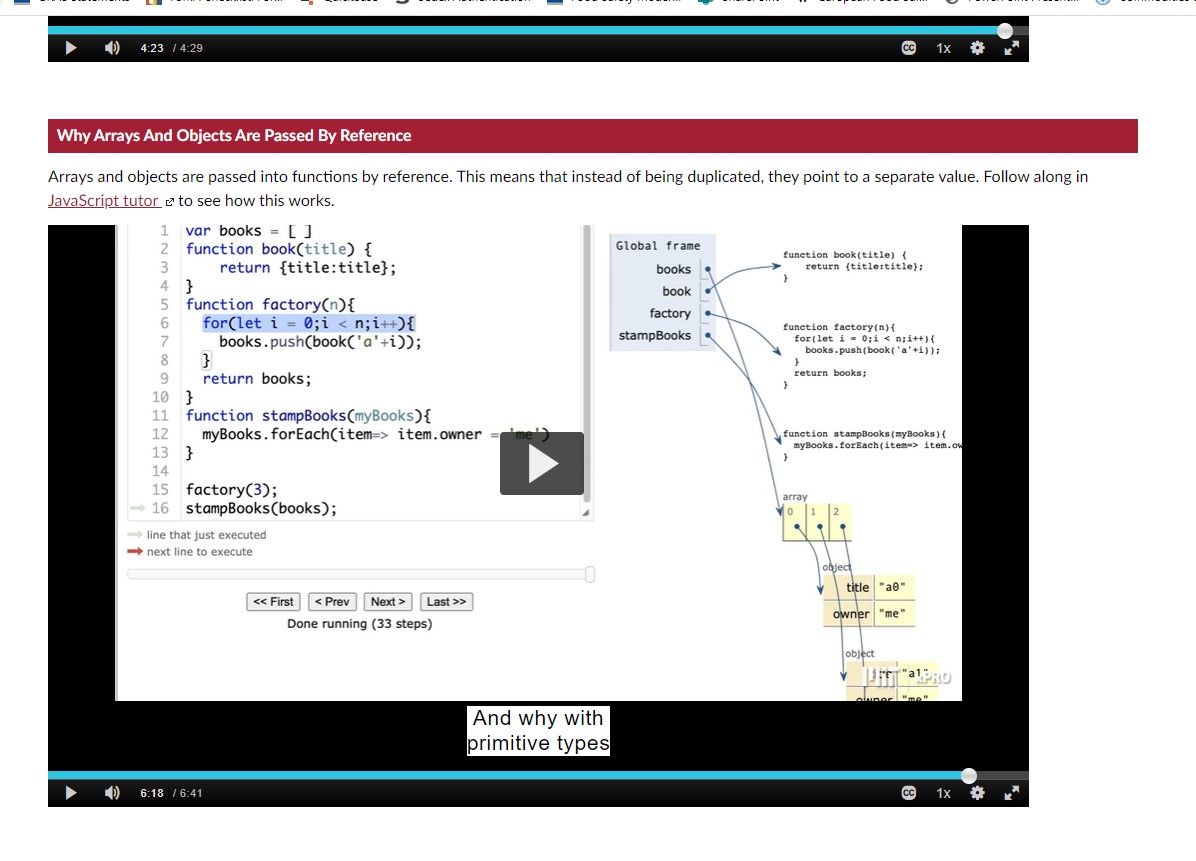 4:23 / 4:29
CC 1x
Why Arrays And Objects Are Passed By Reference
Arrays and objects are passed into functions by reference. This means that instead of being duplicated, they point to a separate value. Follow along in
JavaScript tutor to see how this works.
1 var books = [ ]
2 function book(title) {
3 return {title:title};
4 }
5 function factory(n){
6 for(let i = 0;i < n;i++){
7 books.push(book('a'+i));
8 }
9 return books;
10 }
11 function stampBooks(myBooks){
12 myBooks.forEach(item=> item.owner = 'me')
13 }
14
15 factory(3);
16 stampBooks(books);
line that just executed
next line to execute
<< First < Prev Next > Last >>
Done running (33 steps)
Global frame
books
book
factory
stampBooks
function book(title) {
return {title:title};
}
function factory(n){
for(let i = 0;i < n;i++){
books.push(book('a'+i));
}
return books;
}
function stampBooks(myBooks){
myBooks.forEach(item=> item.ow
}
array
0 1 2
object
title "a0"
owner "me"
object
"a1"
owner "me"
MIT xPRO
And why with
primitive types
6:18 / 6:41
CC 1x